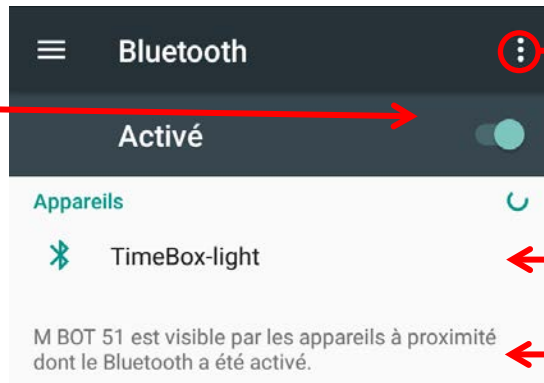 Bluetooth
Activé
Appareils
TimeBox-light
M BOT 51 est visible par les appareils à proximité
dont le Bluetooth a été activé.